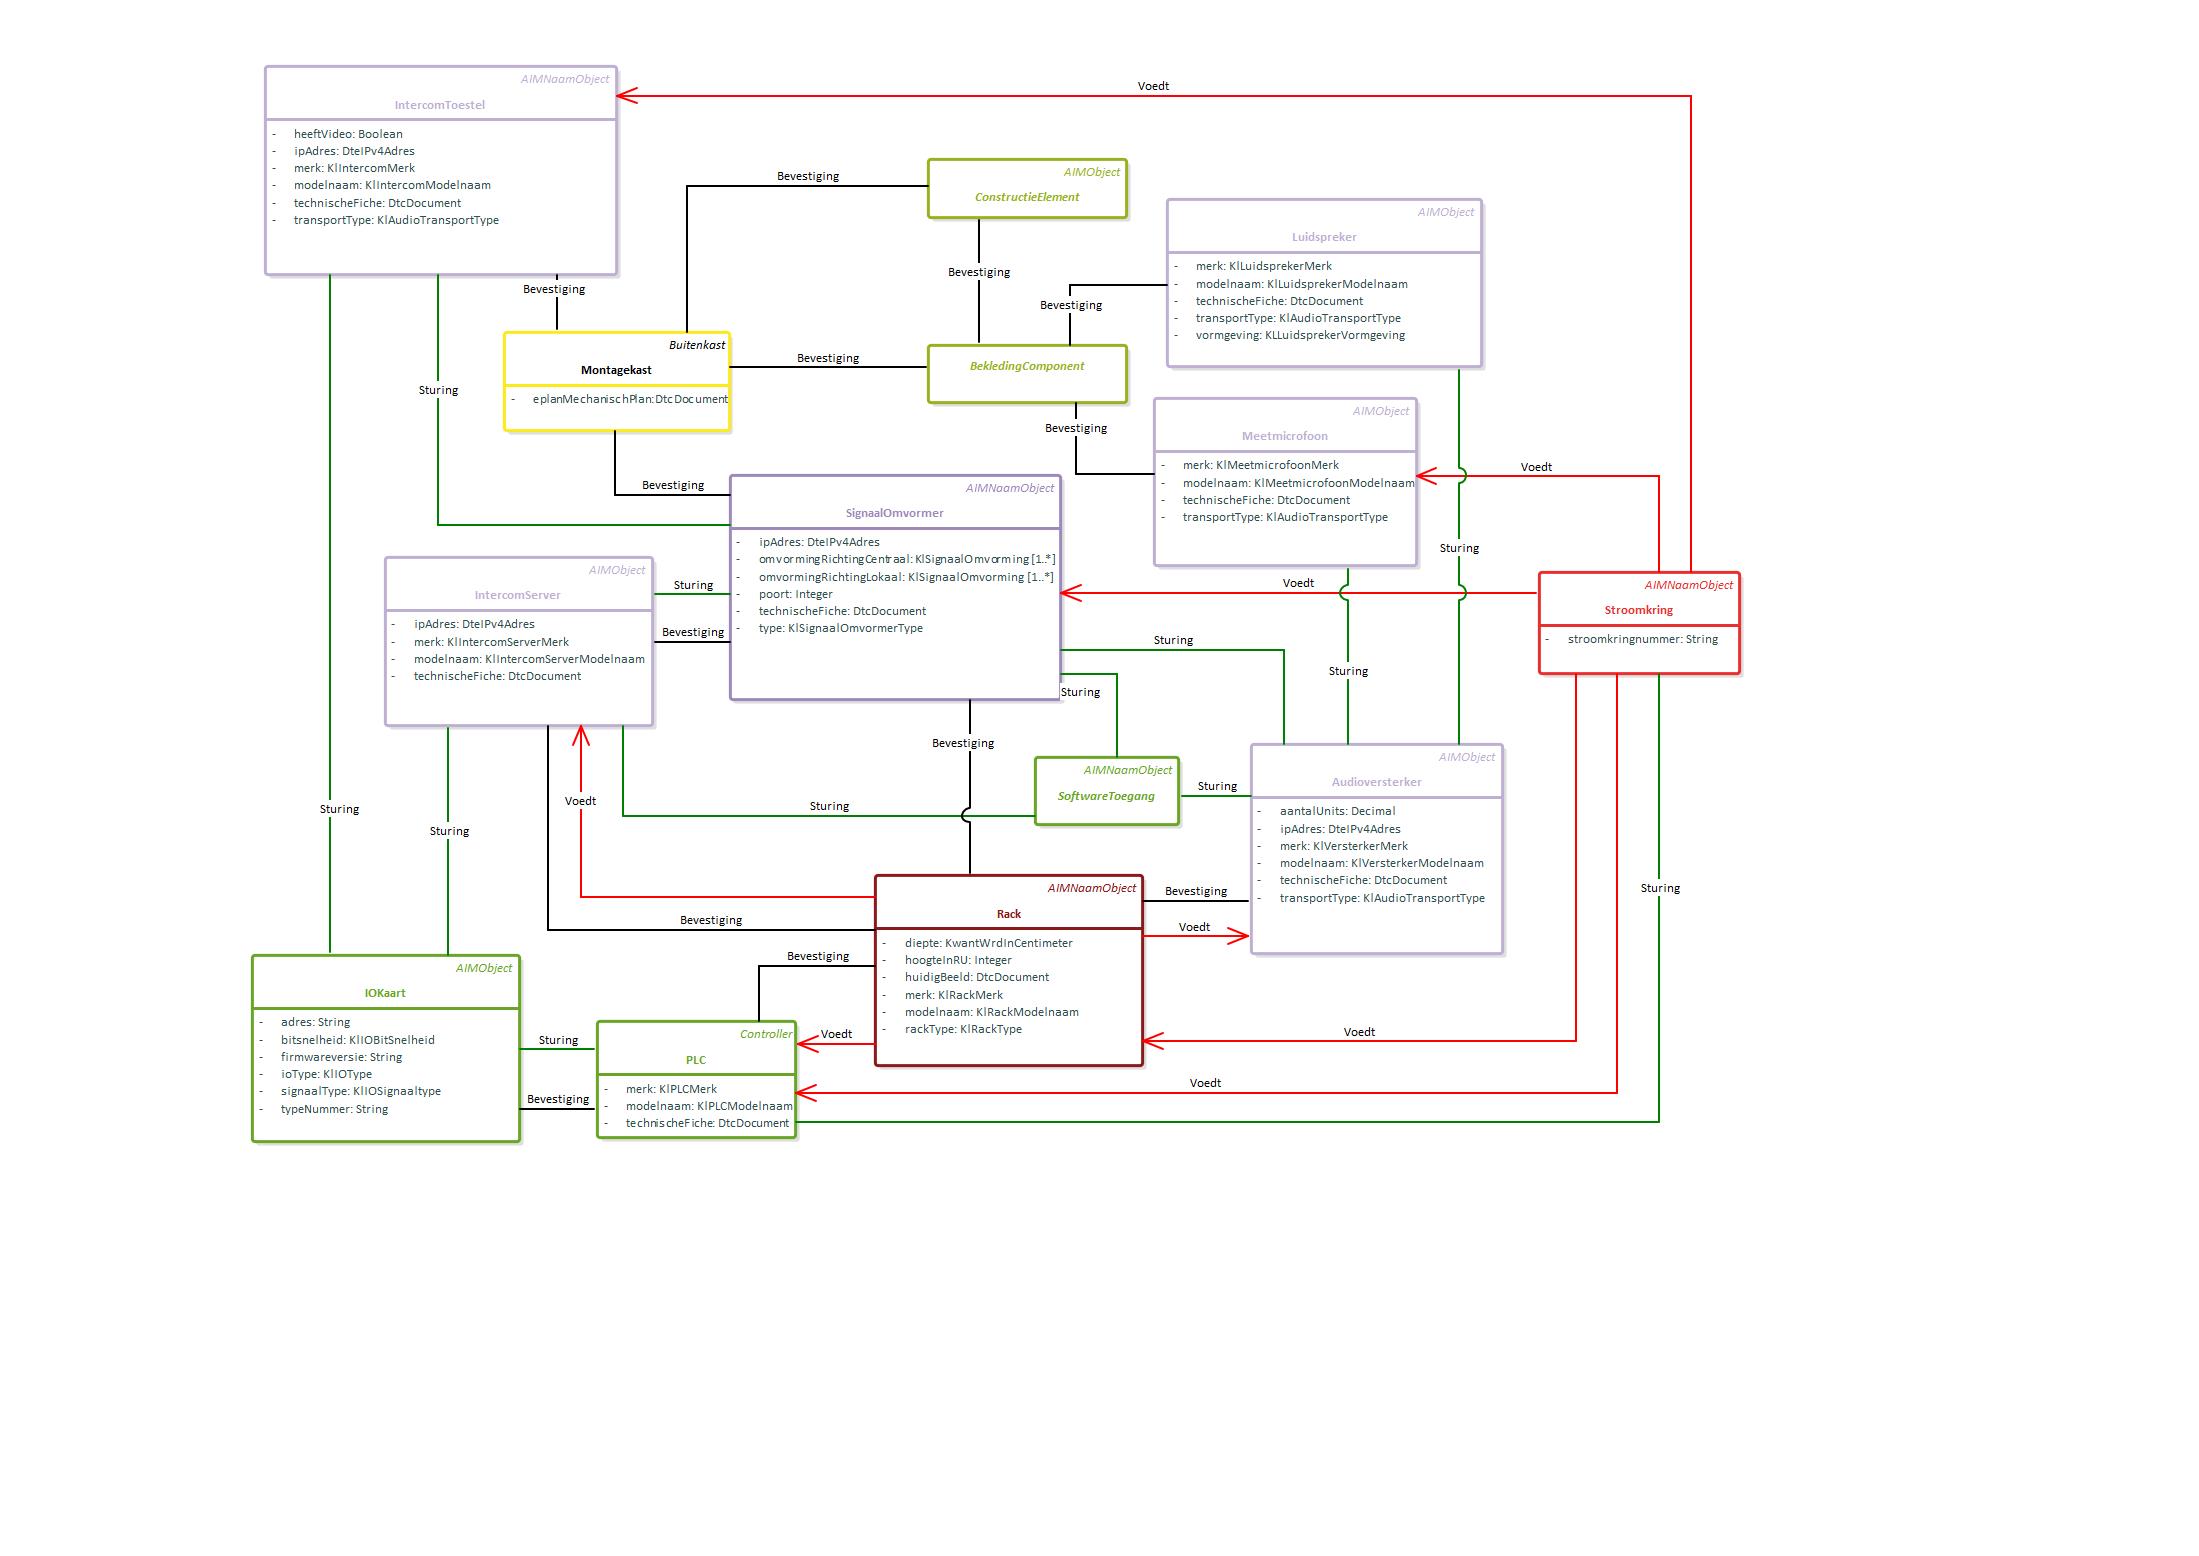 AIMNaamObject
IntercomToestel
- heeftVideo: Boolean
- ipAdres: DteIPv4Adres
- merk: KlIntercomMerk
- modelnaam: KlIntercomModelnaam
- technischeFiche: DtcDocument
- transportType: KlAudioTransportType
Voedt
Bevestiging
AIMObject
ConstructieElement
Bevestiging
AIMObject
Luidspreker
- merk: KlLuidsprekerMerk
- modelnaam: KlLuidsprekerModelnaam
- technischeFiche: DtcDocument
- transportType: KlAudioTransportType
- vormgeving: KLLuidsprekerVormgeving
Bevestiging
Bevestiging
Buitenkast
Montagekast
- eplanMechanischPlan:DtcDocument
Bevestiging
BekledingComponent
Sturing
Bevestiging
AIMObject
Meetmicrofoon
- merk: KlMeetmicrofoonMerk
- modelnaam: KlMeetmicrofoonModelnaam
- technischeFiche: DtcDocument
- transportType: KlAudioTransportType
Voedt
Bevestiging
AIMNaamObject
SignaalOmvormer
- ipAdres: DteIPv4Adres
- omvormingRichtingCentraal: KlSignaalOmvorming [1..*]
- omvormingRichtingLokaal: KlSignaalOmvorming [1..*]
- poort: Integer
- technischeFiche: DtcDocument
- type: KlSignaalOmvormerType
Sturing
AIMObject
IntercomServer
- ipAdres: DteIPv4Adres
- merk: KlIntercomServerMerk
- modelnaam: KlIntercomServerModelnaam
- technischeFiche: DtcDocument
Sturing
Bevestiging
Voedt
AIMNaamObject
Stroomkring
- stroomkringnummer: String
Sturing
Sturing
Sturing
Bevestiging
AIMNaamObject
SoftwareToegang
Sturing
AIMObject
Audioversterker
- aantalUnits: Decimal
- ipAdres: DteIPv4Adres
- merk: KlVersterkerMerk
- modelnaam: KlVersterkerModelnaam
- technischeFiche: DtcDocument
- transportType: KlAudioTransportType
Voedt
Sturing
Sturing
Sturing
Sturing
AIMNaamObject
Rack
- diepte: KwantWrdInCentimeter
- hoogteInRU: Integer
- huidigBeeld: DtcDocument
- merk: KlRackMerk
- modelnaam: KlRackModelnaam
- rackType: KlRackType
Bevestiging
Voedt
Bevestiging
Bevestiging
AIMObject
IOKaart
- adres: String
- bitsnelheid: KlIOBitSnelheid
- firmwareversie: String
- ioType: KlIOType
- signaalType: KlIOSignaaltype
- typeNummer: String
Sturing
Bevestiging
Controller
PLC
- merk: KlPLCMerk
- modelnaam: KlPLCModelnaam
- technischeFiche: DtcDocument
Voedt
Voedt
Voedt